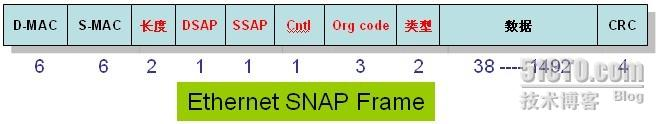 D-MAC S-MAC 长度 DSAP SSAP Cntl Org code 类型 数据 CRC
6 6 2 1 1 1 3 2 38 ---- 1492 4
Ethernet SNAP Frame
51CTO.com
技术博客 Blog